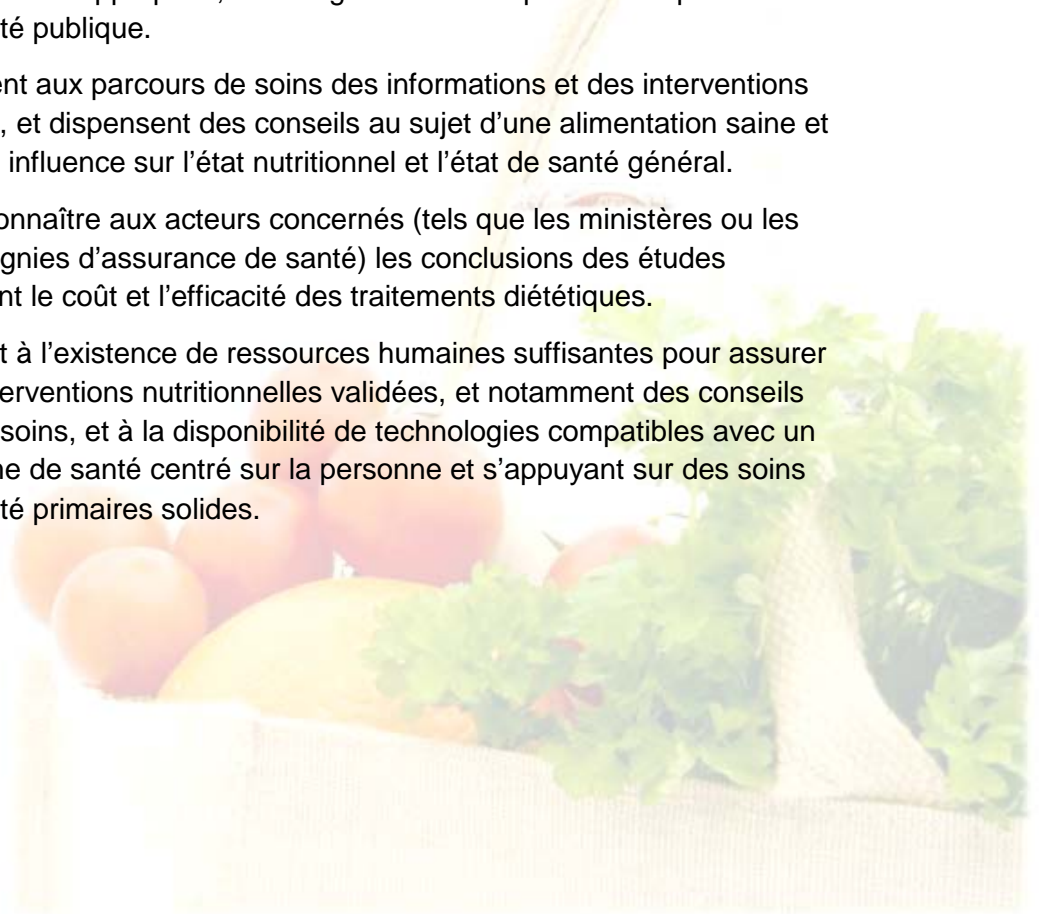 té publique.
ent aux parcours de soins des informations et des interventions
, et dispensent des conseils au sujet d’une alimentation saine et
influence sur l’état nutritionnel et l’état de santé général.
onnaître aux acteurs concernés (tels que les ministères ou les
gnies d’assurance de santé) les conclusions des études
nt le coût et l’efficacité des traitements diététiques.
t à l’existence de ressources humaines suffisantes pour assurer
erventions nutritionnelles validées, et notamment des conseils
soins, et à la disponibilité de technologies compatibles avec un
ne de santé centré sur la personne et s’appuyant sur des soins
té primaires solides.